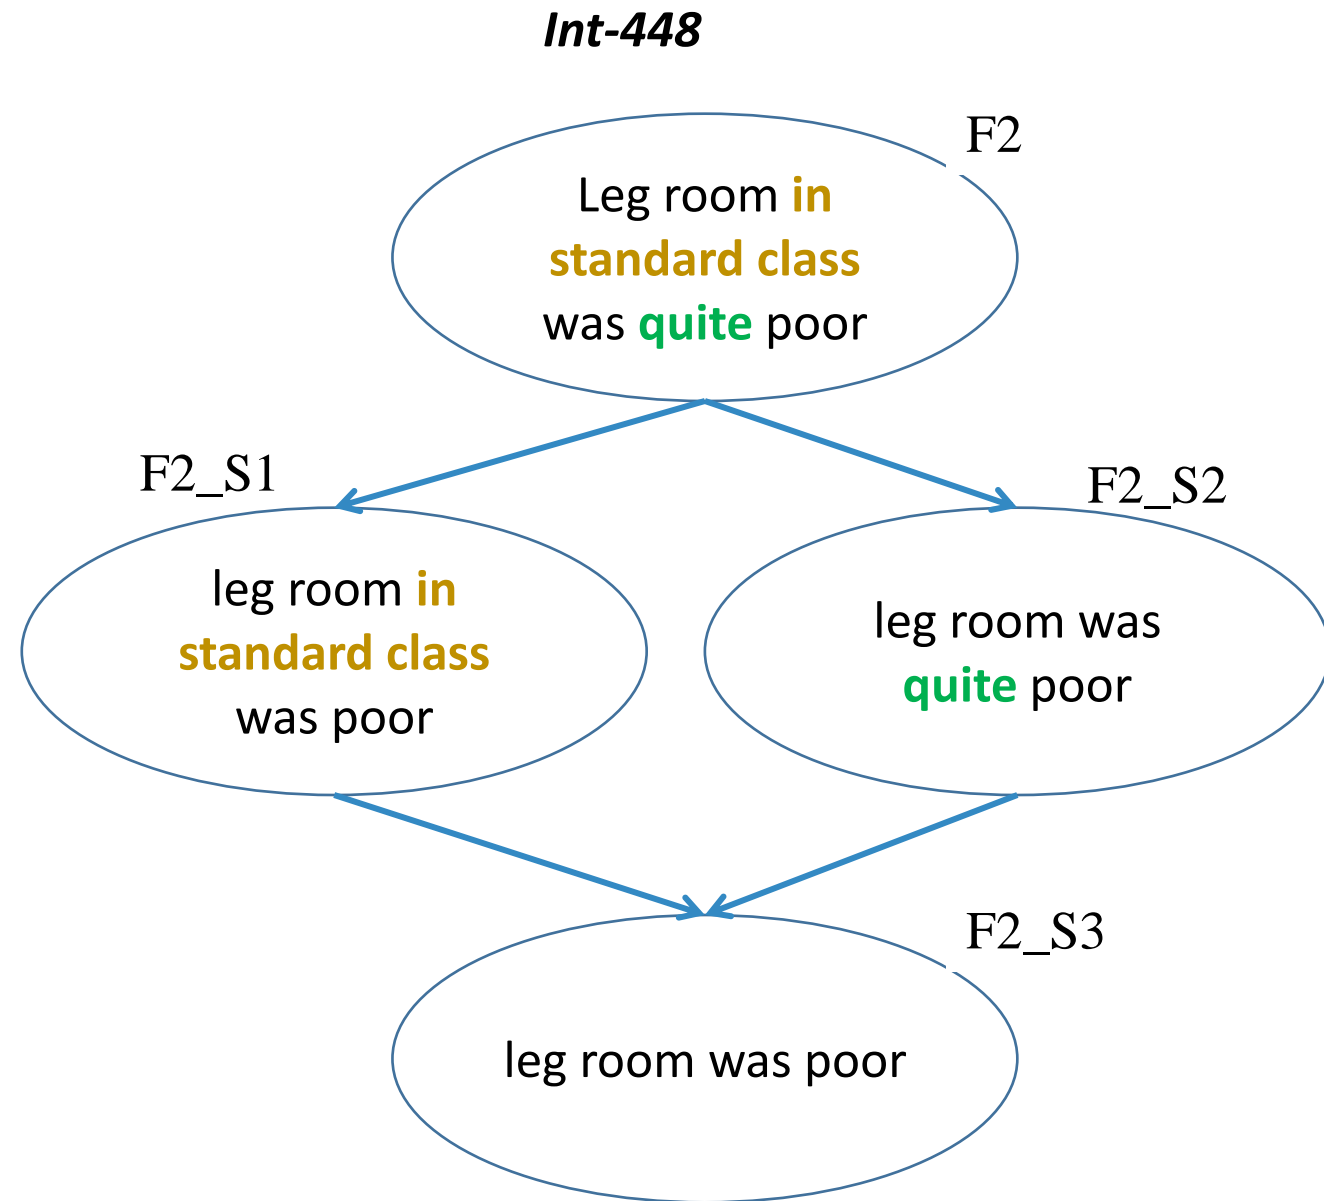 Int-448
F2
Leg room in
standard class
was quite poor
F2_S1
leg room in
standard class
was poor
F2_S2
leg room was
quite poor
F2_S3
leg room was poor